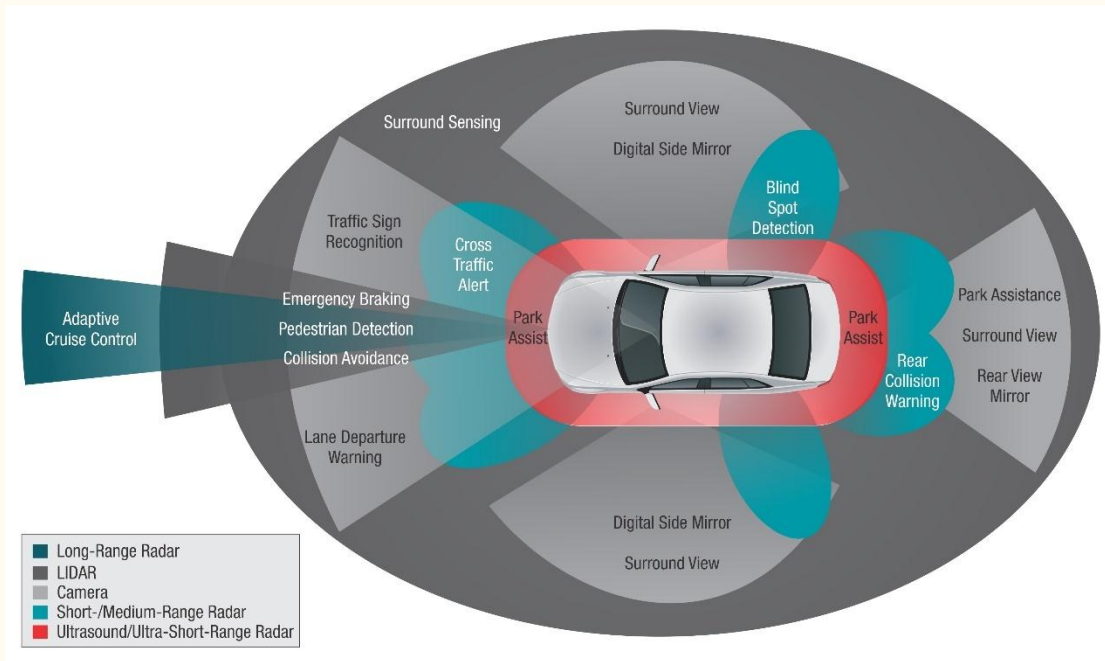 Surround Sensing
Surround View
Digital Side Mirror
Blind
Spot
Detection
Traffic Sign
Recognition
Cross
Traffic
Alert
Adaptive
Cruise Control
Emergency Braking
Pedestrian Detection
Collision Avoidance
Park
Assist
Park
Assist
Rear
Collision
Warning
Park Assistance
Surround View
Rear View
Mirror
Lane Departure
Warning
Digital Side Mirror
Surround View
Long-Range Radar
LIDAR
Camera
Short-/Medium-Range Radar
Ultrasound/Ultra-Short-Range Radar